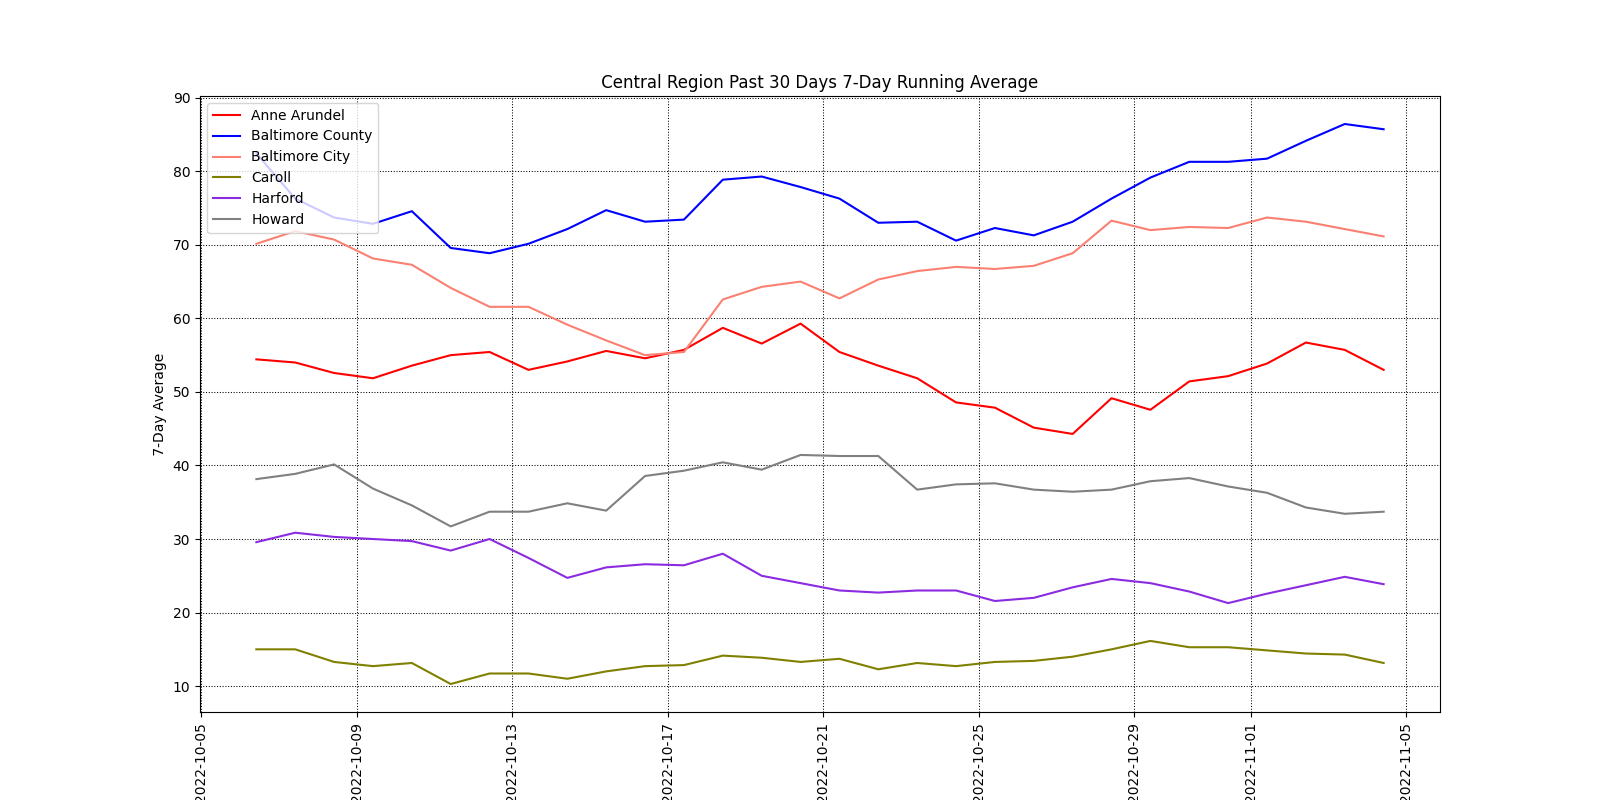 Central Region Past 30 Days 7-Day Running Average
Anne Arundel
Baltimore County
Baltimore City
Caroll
Harford
Howard
7-Day Average
90
80
70
60
50
40
30
20
10
2022-10-05
2022-10-09
2022-10-13
2022-10-17
2022-10-21
2022-10-25
2022-10-29
2022-11-01
2022-11-05